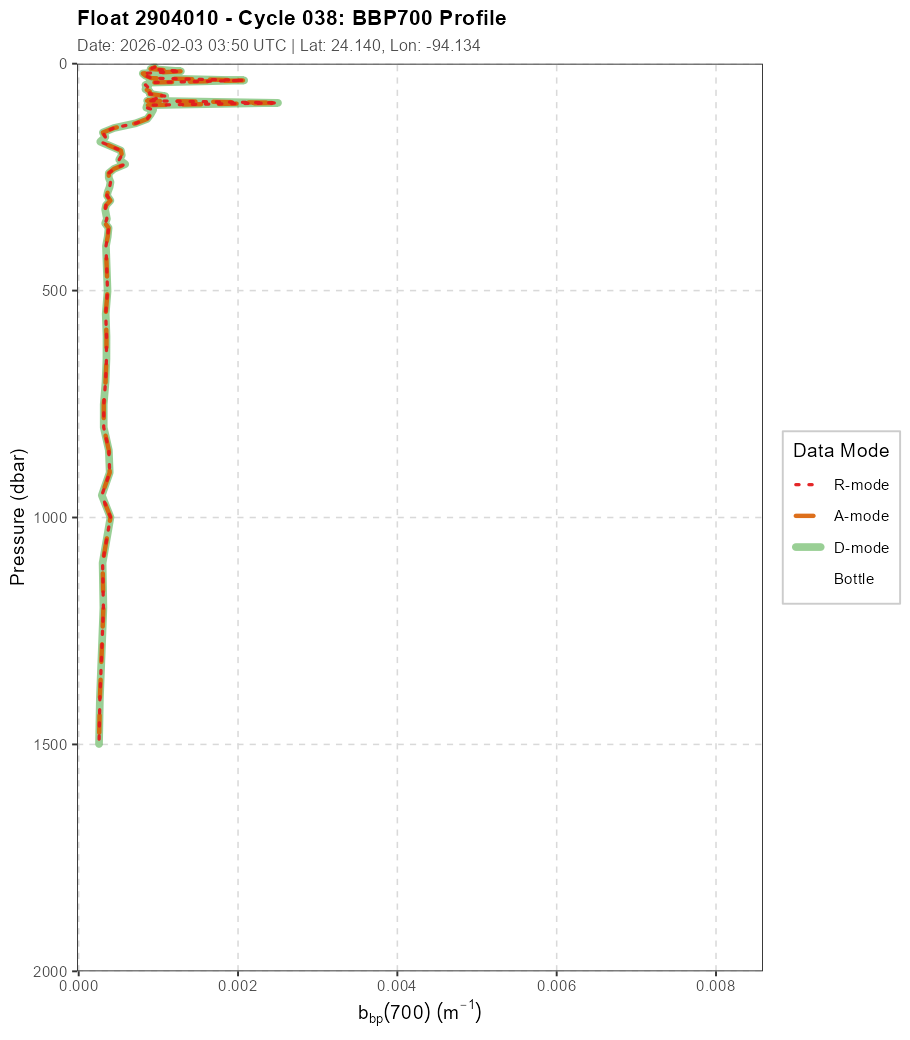 Float 2904010 - Cycle 038: BBP700 Profile
Date: 2026-02-03 03:50 UTC | Lat: 24.140, Lon: -94.134
0
500
1000
1500
2000
Pressure (dbar)
0.000 0.002 0.004 0.006 0.008
b_bp(700) (m⁻¹)
Data Mode
R-mode
A-mode
D-mode
Bottle